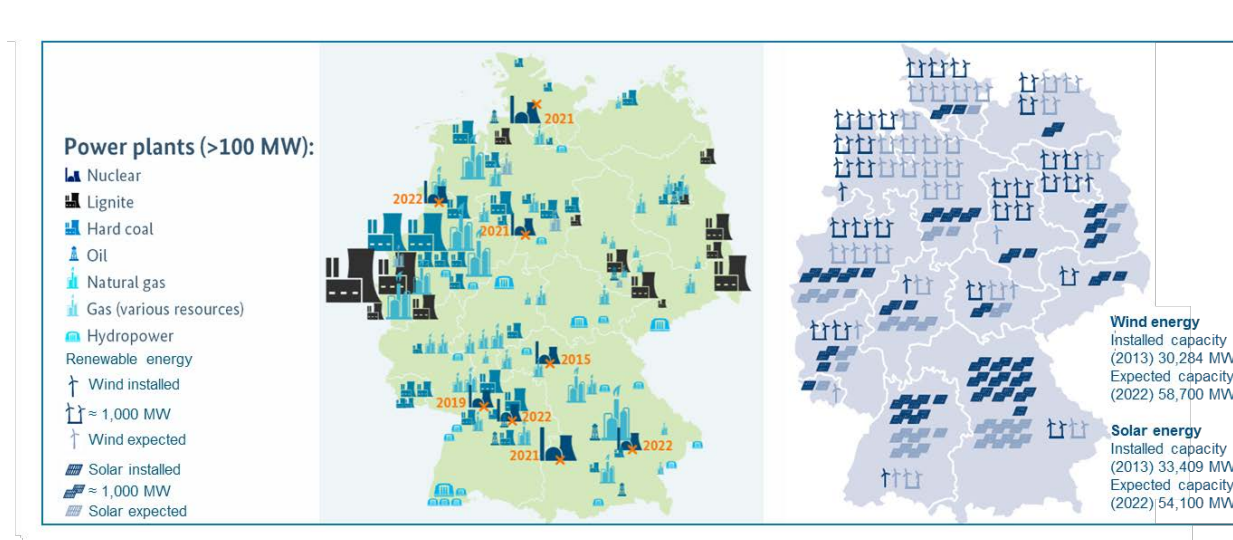 Power plants (>100 MW):
Nuclear
Lignite
Hard coal
Oil
Natural gas
Gas (various resources)
Hydropower
Renewable energy
Wind installed
≈ 1,000 MW
Wind expected
Solar installed
≈ 1,000 MW
Solar expected
2021
2022
2021
2015
2019
2022
2021
2022
Wind energy
Installed capacity
(2013) 30,284 MW
Expected capacity
(2022) 58,700 MW
Solar energy
Installed capacity
(2013) 33,409 MW
Expected capacity
(2022) 54,100 MW